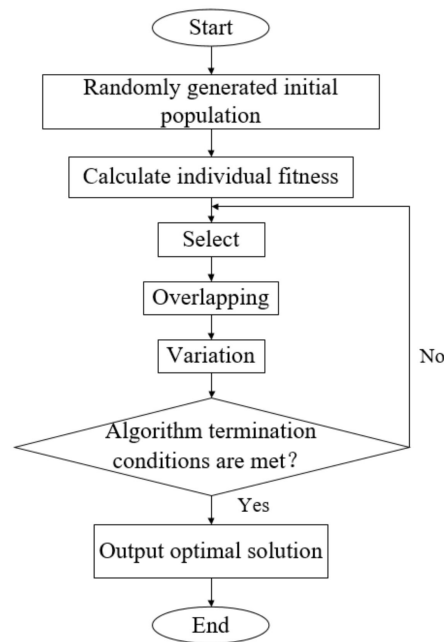 Start
Randomly generated initial
population
Calculate individual fitness
Select
Overlapping
Variation
No
Algorithm termination
conditions are met?
Yes
Output optimal solution
End